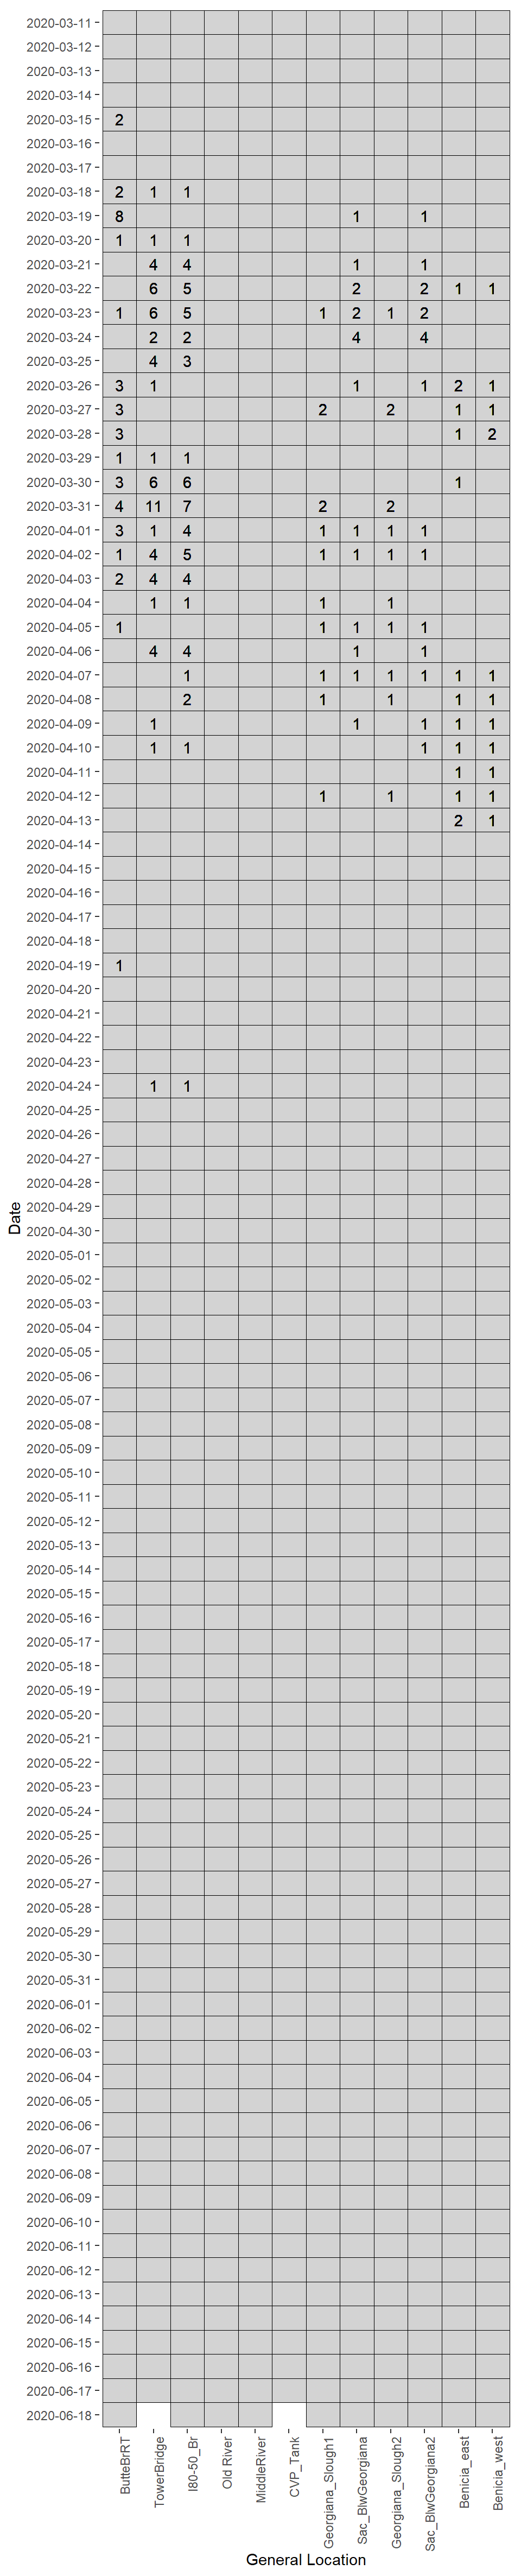 2020-03-11
2020-03-12
2020-03-13
2020-03-14
2020-03-15 2
2020-03-16
2020-03-17
2020-03-18 2 1 1
2020-03-19 8 1 1
2020-03-20 1 1 1
2020-03-21 4 4 1 1
2020-03-22 6 5 2 2 1 1
2020-03-23 1 6 5 1 2 1 2
2020-03-24 2 2 4 4
2020-03-25 4 3
2020-03-26 3 1 1 1 2 1
2020-03-27 3 2 2 1 1
2020-03-28 3 1 2
2020-03-29 1 1 1
2020-03-30 3 6 6 1
2020-03-31 4 11 7 2 2
2020-04-01 3 1 4 1 1 1 1
2020-04-02 1 4 5 1 1 1 1
2020-04-03 2 4 4
2020-04-04 1 1 1 1
2020-04-05 1 1 1 1 1
2020-04-06 4 4 1 1
2020-04-07 1 1 1 1 1 1 1
2020-04-08 2 1 1 1 1
2020-04-09 1 1 1 1 1
2020-04-10 1 1 1 1 1
2020-04-11 1 1
2020-04-12 1 1 1 1
2020-04-13 2 1
2020-04-14
2020-04-15
2020-04-16
2020-04-17
2020-04-18
2020-04-19 1
2020-04-20
2020-04-21
2020-04-22
2020-04-23
2020-04-24 1 1
2020-04-25
2020-04-26
2020-04-27
2020-04-28
2020-04-29
2020-04-30
Date
2020-05-01
2020-05-02
2020-05-03
2020-05-04
2020-05-05
2020-05-06
2020-05-07
2020-05-08
2020-05-09
2020-05-10
2020-05-11
2020-05-12
2020-05-13
2020-05-14
2020-05-15
2020-05-16
2020-05-17
2020-05-18
2020-05-19
2020-05-20
2020-05-21
2020-05-22
2020-05-23
2020-05-24
2020-05-25
2020-05-26
2020-05-27
2020-05-28
2020-05-29
2020-05-30
2020-05-31
2020-06-01
2020-06-02
2020-06-03
2020-06-04
2020-06-05
2020-06-06
2020-06-07
2020-06-08
2020-06-09
2020-06-10
2020-06-11
2020-06-12
2020-06-13
2020-06-14
2020-06-15
2020-06-16
2020-06-17
2020-06-18
ButteBrRT
TowerBridge
I80-50_Br
Old River
MiddleRiver
CVP_Tank
Georgiana_Slough1
Sac_BlwGeorgiana
Georgiana_Slough2
Sac_BlwGeorgiana2
Benicia_east
Benicia_west
General Location